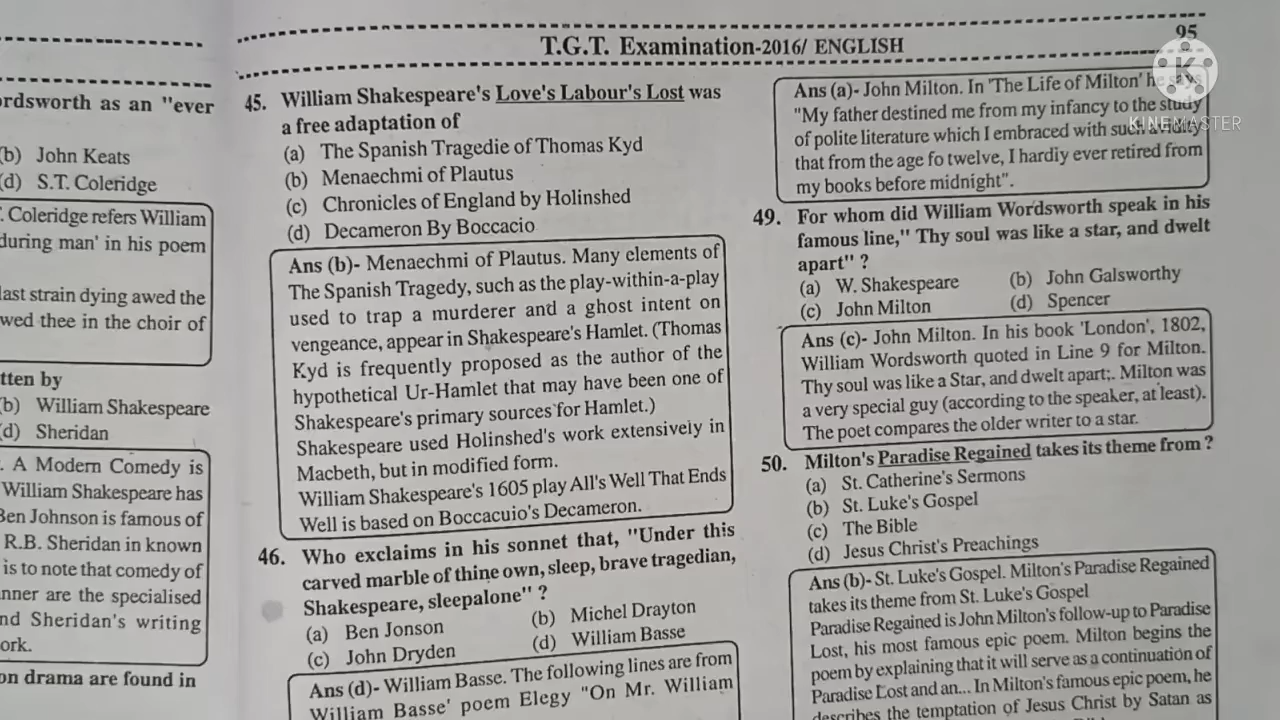 T.G.T. Examination-2016/ ENGLISH
95
rdsworth as an "ever
(b) John Keats
(d) S.T. Coleridge
. Coleridge refers William
during man' in his poem
last strain dying awed the
wed thee in the choir of
tten by
(b) William Shakespeare
(d) Sheridan
. A Modern Comedy is
William Shakespeare has
Ben Johnson is famous of
R.B. Sheridan in known
is to note that comedy of
nner are the specialised
nd Sheridan's writing
ork.
on drama are found in
45. William Shakespeare's Love's Labour's Lost was
a free adaptation of
(a) The Spanish Tragedie of Thomas Kyd
(b) Menaechmi of Plautus
(c) Chronicles of England by Holinshed
(d) Decameron By Boccacio
Ans (b)- Menaechmi of Plautus. Many elements of
The Spanish Tragedy, such as the play-within-a-play
used to trap a murderer and a ghost intent on
vengeance, appear in Shakespeare's Hamlet. (Thomas
Kyd is frequently proposed as the author of the
hypothetical Ur-Hamlet that may have been one of
Shakespeare's primary sources for Hamlet.)
Shakespeare used Holinshed's work extensively in
Macbeth, but in modified form.
William Shakespeare's 1605 play All's Well That Ends
Well is based on Boccacuio's Decameron.
46. Who exclaims in his sonnet that, "Under this
carved marble of thine own, sleep, brave tragedian,
Shakespeare, sleepalone" ?
(a) Ben Jonson
(b) Michel Drayton
(c) John Dryden
(d) William Basse
Ans (d)- William Basse. The following lines are from
William Basse' poem Elegy "On Mr. William
Ans (a)- John Milton. In 'The Life of Milton' he says
"My father destined me from my infancy to the study
of polite literature which I embraced with such avidity
that from the age fo twelve, I hardiy ever retired from
my books before midnight".
49. For whom did William Wordsworth speak in his
famous line," Thy soul was like a star, and dwelt
apart" ?
(a) W. Shakespeare
(b) John Galsworthy
(c) John Milton
(d) Spencer
Ans (c)- John Milton. In his book 'London', 1802,
William Wordsworth quoted in Line 9 for Milton.
Thy soul was like a Star, and dwelt apart;. Milton was
a very special guy (according to the speaker, at least).
The poet compares the older writer to a star.
50. Milton's Paradise Regained takes its theme from ?
(a) St. Catherine's Sermons
(b) St. Luke's Gospel
(c) The Bible
(d) Jesus Christ's Preachings
Ans (b)- St. Luke's Gospel. Milton's Paradise Regained
takes its theme from St. Luke's Gospel
Paradise Regained is John Milton's follow-up to Paradise
Lost, his most famous epic poem. Milton begins the
poem by explaining that it will serve as a continuation of
Paradise Lost and an... In Milton's famous epic poem, he
describes the temptation of Jesus Christ by Satan as
K
KINEMASTER